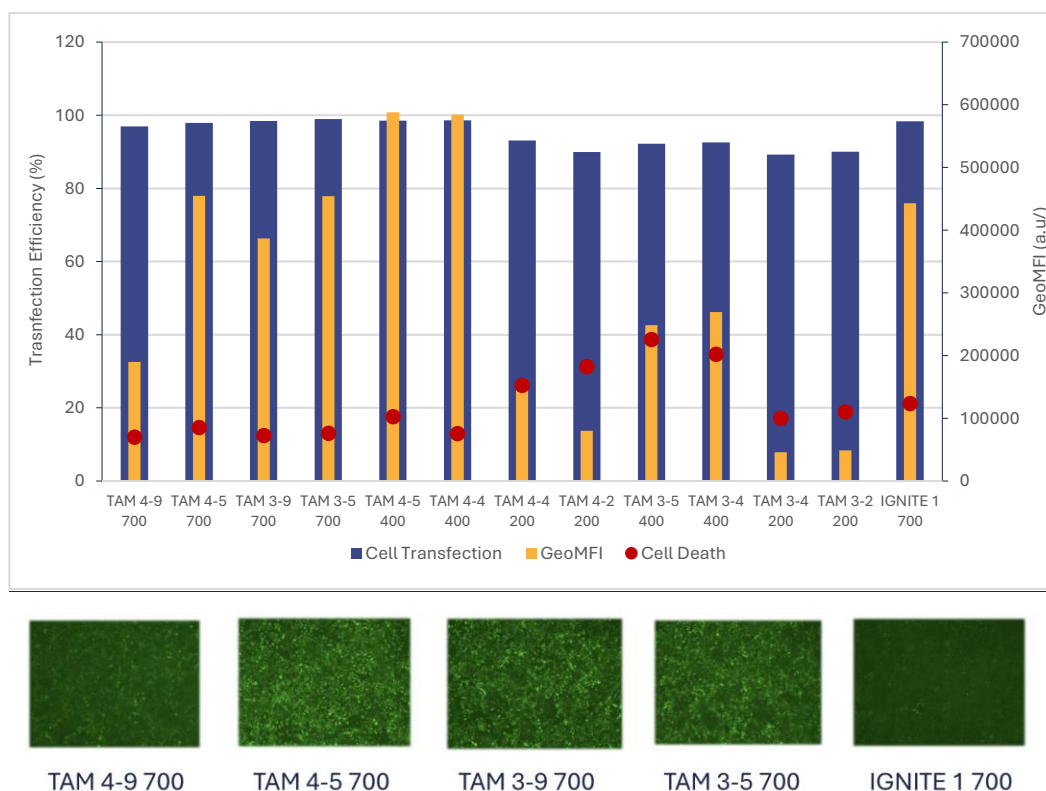 120
100
80
60
40
20
0
Trasnfection Efficiency (%)
700000
600000
500000
400000
300000
200000
100000
0
GeoMFI (a.u/)
TAM 4-9 700
TAM 4-5 700
TAM 3-9 700
TAM 3-5 700
TAM 4-5 400
TAM 4-4 400
TAM 4-4 200
TAM 4-2 200
TAM 3-5 400
TAM 3-4 400
TAM 3-4 200
TAM 3-2 200
IGNITE 1 700
Cell Transfection GeoMFI Cell Death
TAM 4-9 700
TAM 4-5 700
TAM 3-9 700
TAM 3-5 700
IGNITE 1 700